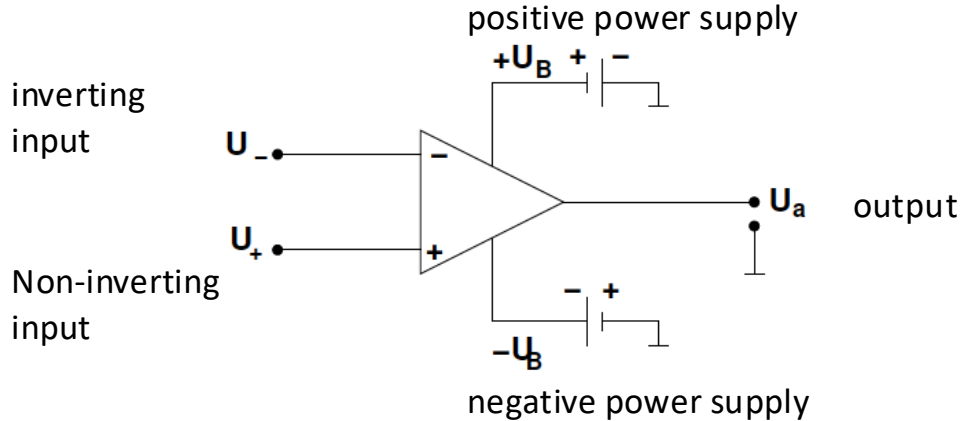 positive power supply
+U_B + −
inverting
input
U_− −
U_a output
U_+ +
Non-inverting
input
− +
−U_B
negative power supply